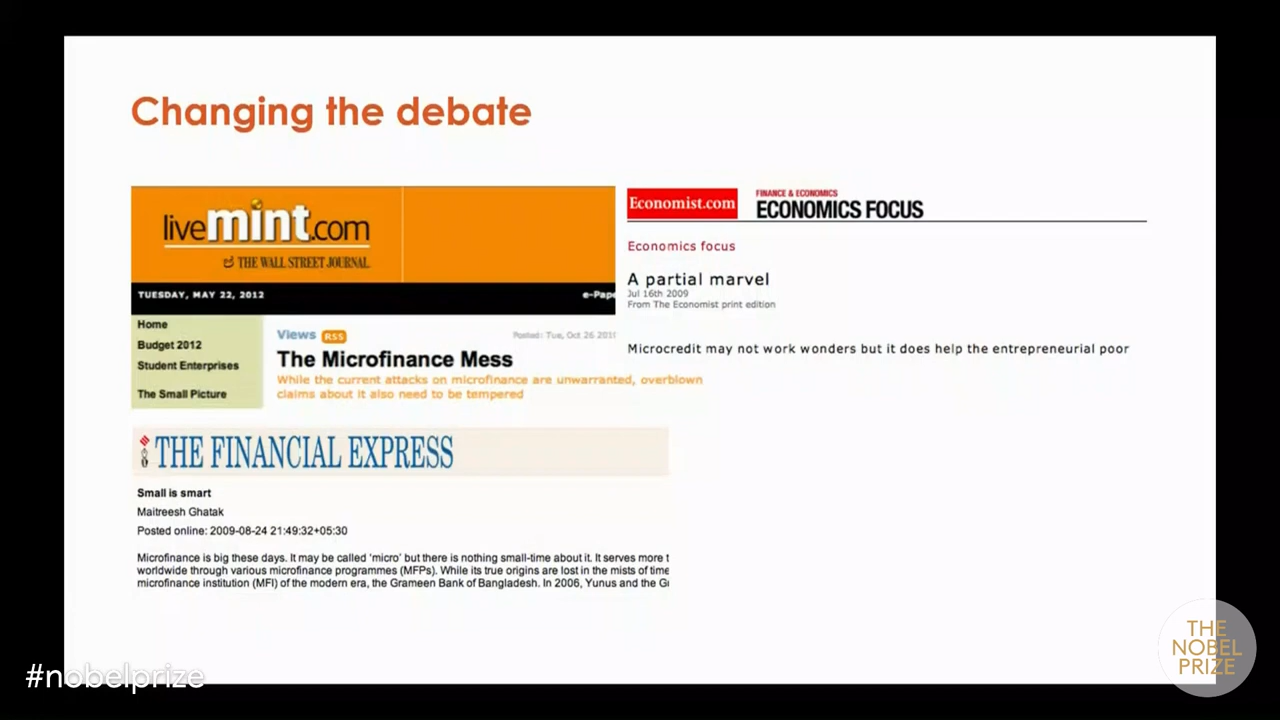 Changing the debate
livemint.com
& THE WALL STREET JOURNAL
TUESDAY, MAY 22, 2012
Home
Budget 2012
Student Enterprises
The Small Picture
Views RSS
Posted: Tue, Oct 26 2010
The Microfinance Mess
While the current attacks on microfinance are unwarranted, overblown
claims about it also need to be tempered
Economist.com
FINANCE & ECONOMICS
ECONOMICS FOCUS
Economics focus
A partial marvel
Jul 16th 2009
From The Economist print edition
Microcredit may not work wonders but it does help the entrepreneurial poor
THE FINANCIAL EXPRESS
Small is smart
Maitreesh Ghatak
Posted online: 2009-08-24 21:49:32+05:30
Microfinance is big these days. It may be called 'micro' but there is nothing small-time about it. It serves more
worldwide through various microfinance programmes (MFPs). While its true origins are lost in the mists of time
microfinance institution (MFI) of the modern era, the Grameen Bank of Bangladesh. In 2006, Yunus and the
#nobelprize
THE
NOBEL
PRIZE